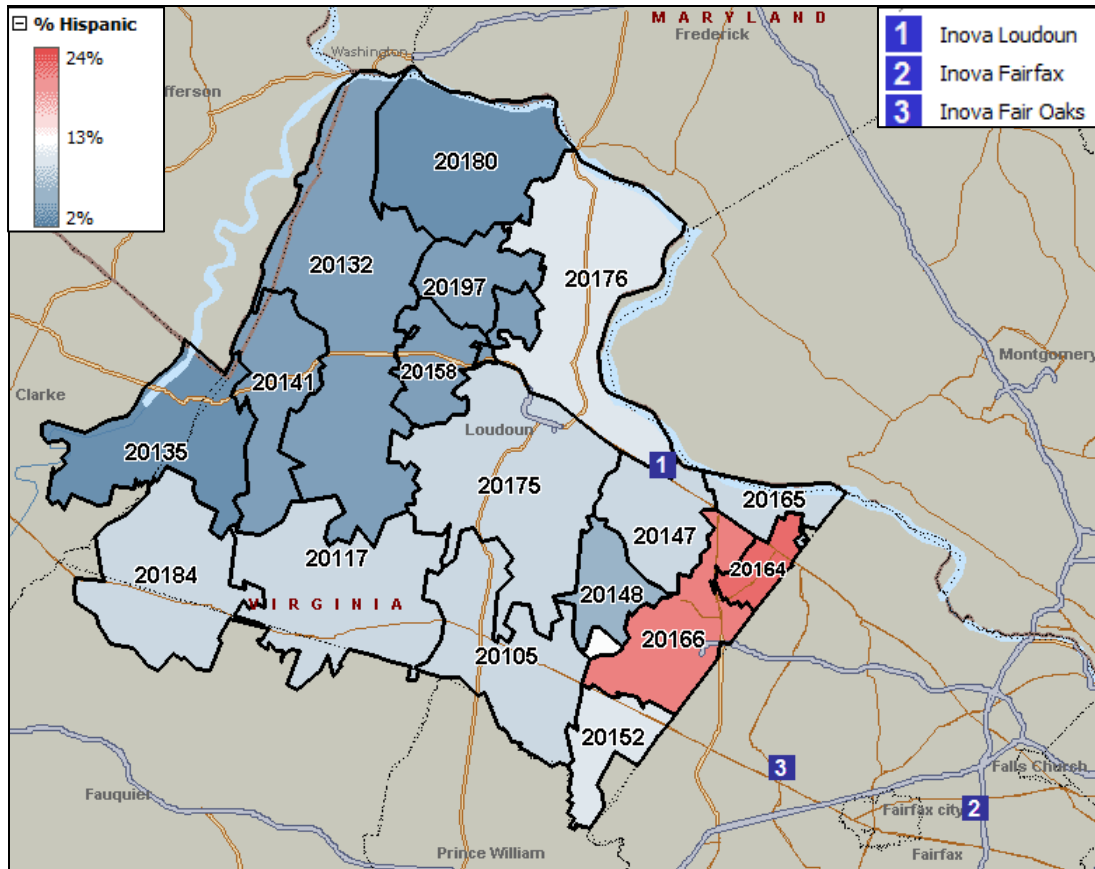 % Hispanic
24%
13%
2%
MARYLAND
Frederick
Washington
fferson
1 Inova Loudoun
2 Inova Fairfax
3 Inova Fair Oaks
20180
20132
20197
20176
20158
20141
Montgomery
Clarke
Loudoun
20135
1
20175
20165
20147
20117
20164
20184
20148
VIRGINIA
20166
20105
20152
3
Falls Church
Fauquier
Fairfax city
2
Prince William
Fairfax